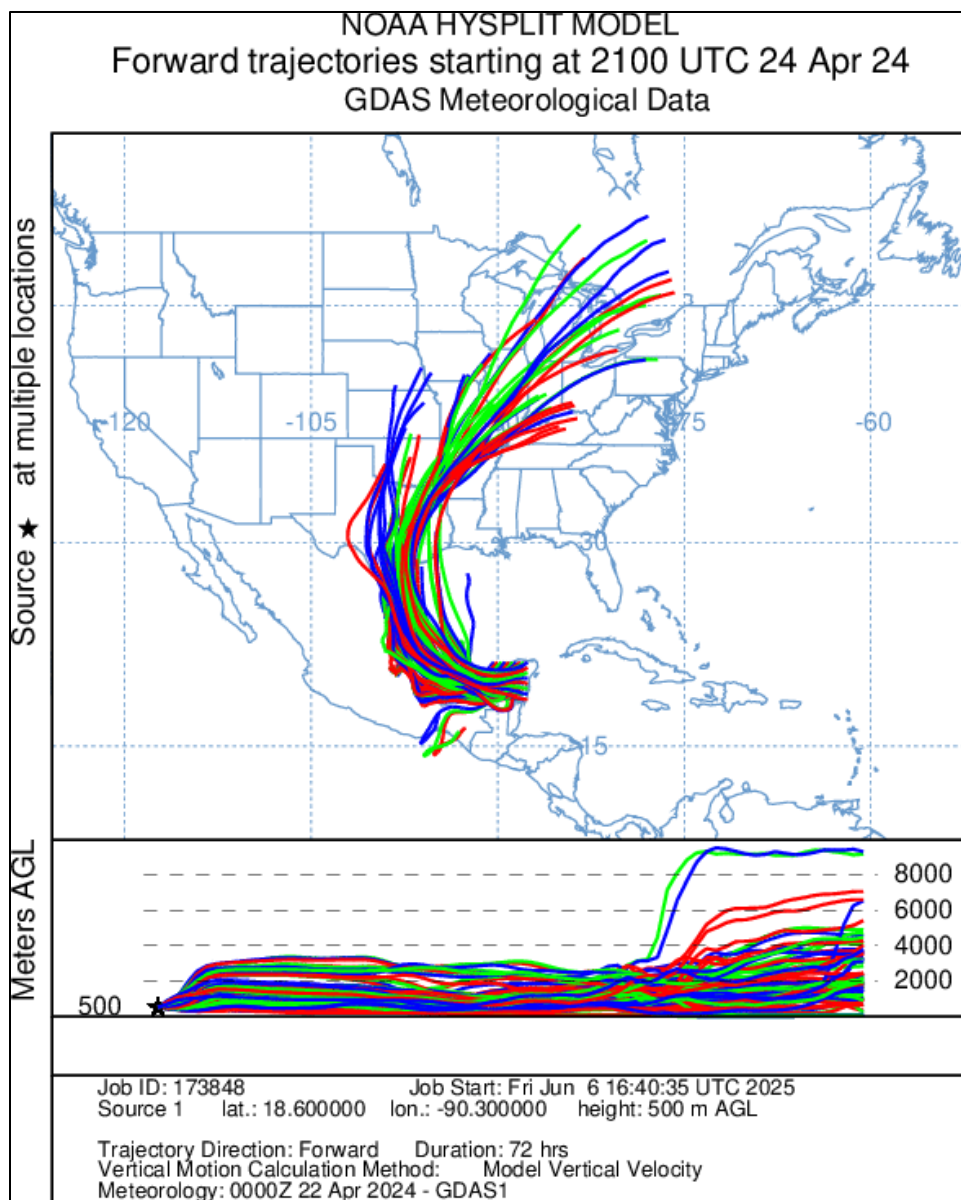 NOAA HYSPLIT MODEL
Forward trajectories starting at 2100 UTC 24 Apr 24
GDAS Meteorological Data
Source ★ at multiple locations
-120
-105
-75
-60
30
15
Meters AGL
8000
6000
4000
2000
500
Job ID: 173848 Job Start: Fri Jun 6 16:40:35 UTC 2025
Source 1 lat.: 18.600000 lon.: -90.300000 height: 500 m AGL
Trajectory Direction: Forward Duration: 72 hrs
Vertical Motion Calculation Method: Model Vertical Velocity
Meteorology: 0000Z 22 Apr 2024 - GDAS1